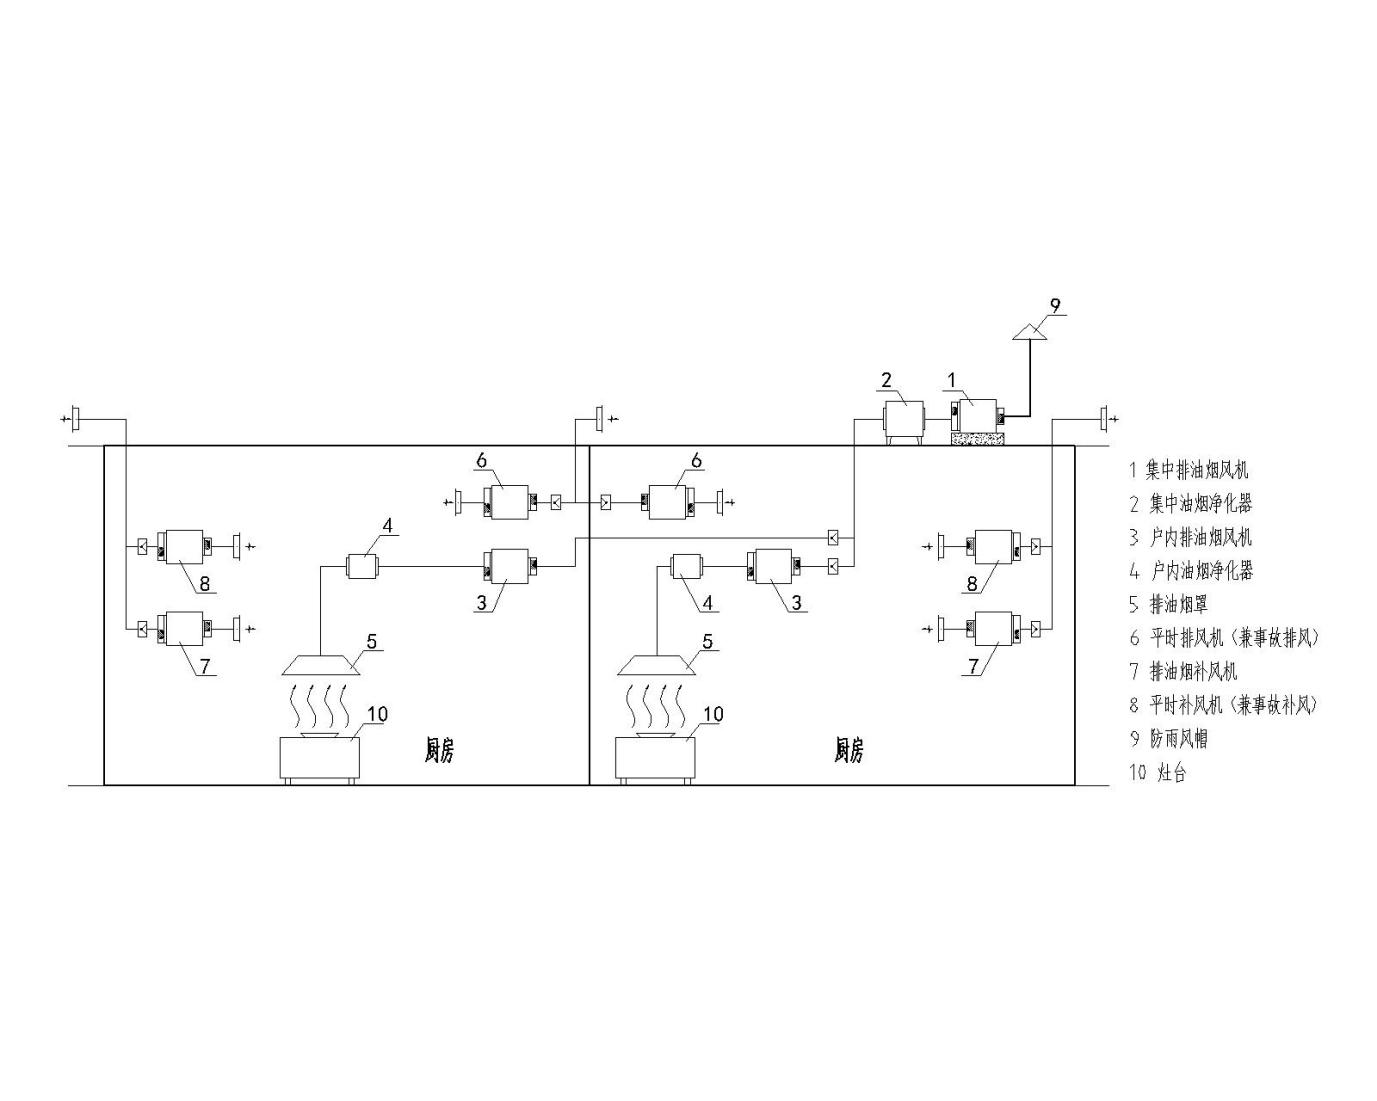 9
2
1
6
6
4
3
8
4
3
8
5
5
7
7
10
10
厨房
厨房
1 集中排油烟风机
2 集中油烟净化器
3 户内排油烟风机
4 户内油烟净化器
5 排油烟罩
6 平时排风机（兼事故排风）
7 排油烟补风机
8 平时补风机（兼事故补风）
9 防雨风帽
10 灶台